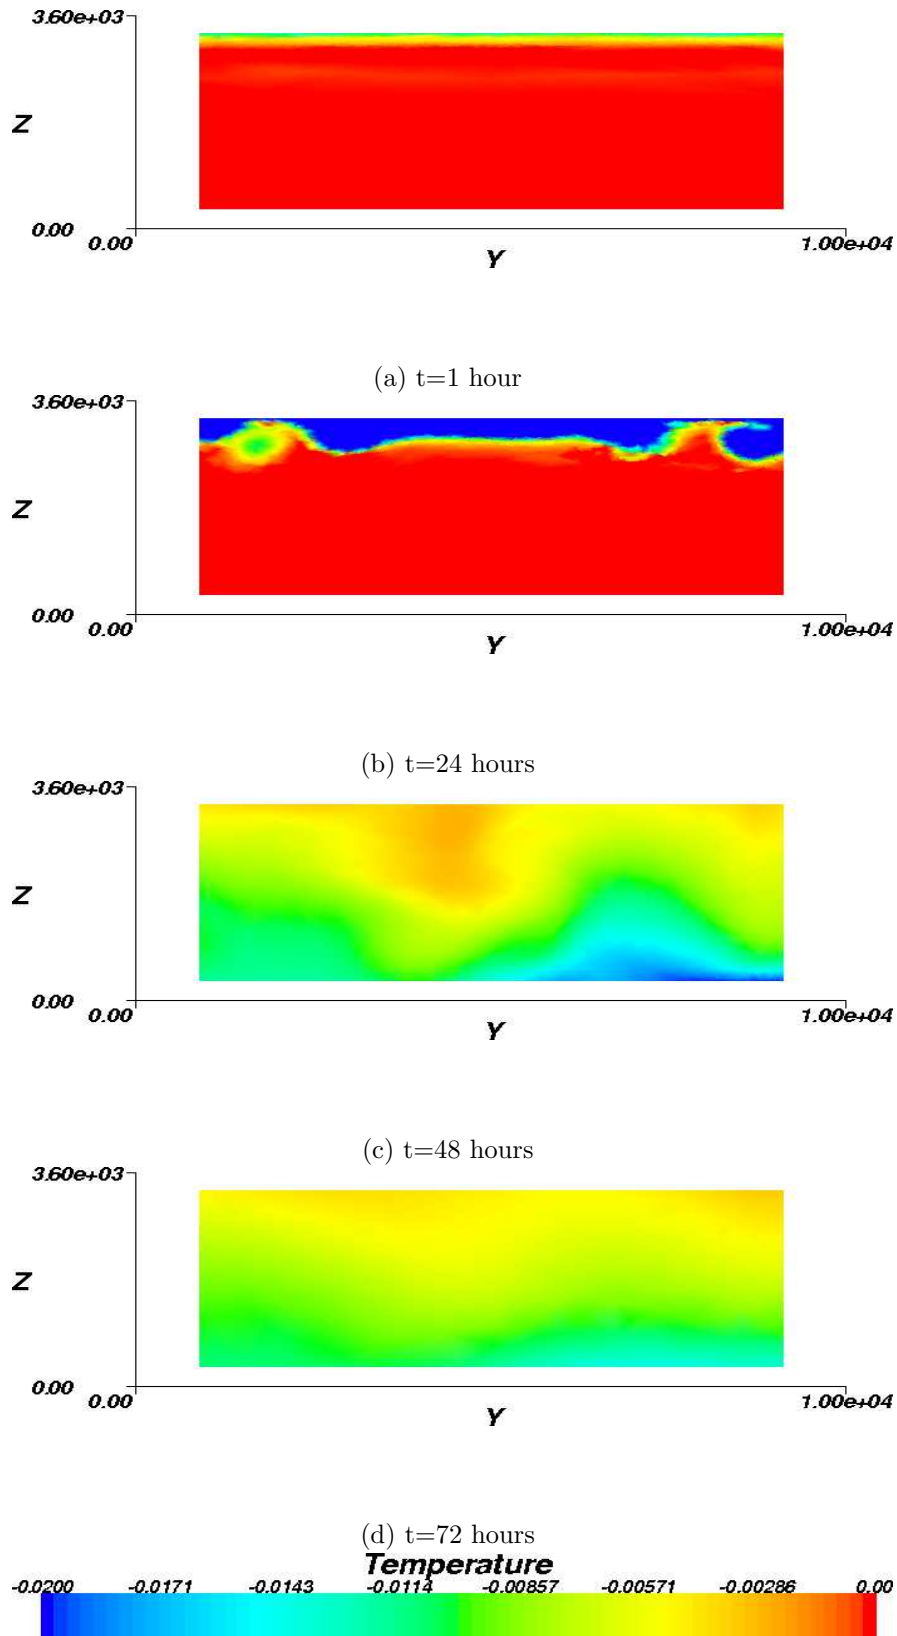 3.60e+03
Z
0.00 0.00 1.00e+04
Y
(a) t=1 hour
3.60e+03
Z
0.00 0.00 1.00e+04
Y
(b) t=24 hours
3.60e+03
Z
0.00 0.00 1.00e+04
Y
(c) t=48 hours
3.60e+03
Z
0.00 0.00 1.00e+04
Y
(d) t=72 hours
Temperature
-0.0200 -0.0171 -0.0143 -0.0114 -0.00857 -0.00571 -0.00286 0.00